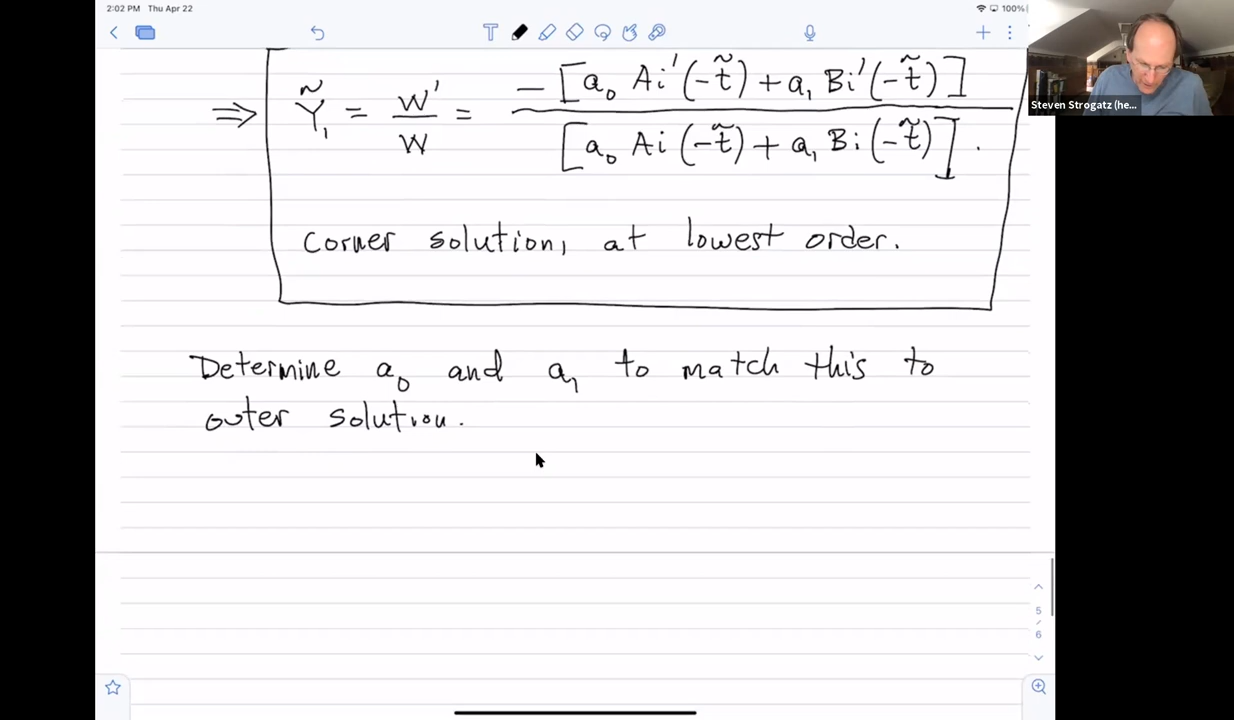 2:02 PM Thu Apr 22
100%
T
⇒ Ỹ₁ = W'/W = -[a₀ Ai'(-t̃) + a₁ Bi'(-t̃)] / [a₀ Ai(-t̃) + a₁ Bi(-t̃)].
Steven Strogatz (he...
Corner solution, at lowest order.
Determine a₀ and a₁ to match this to
outer solution.
5
/
6